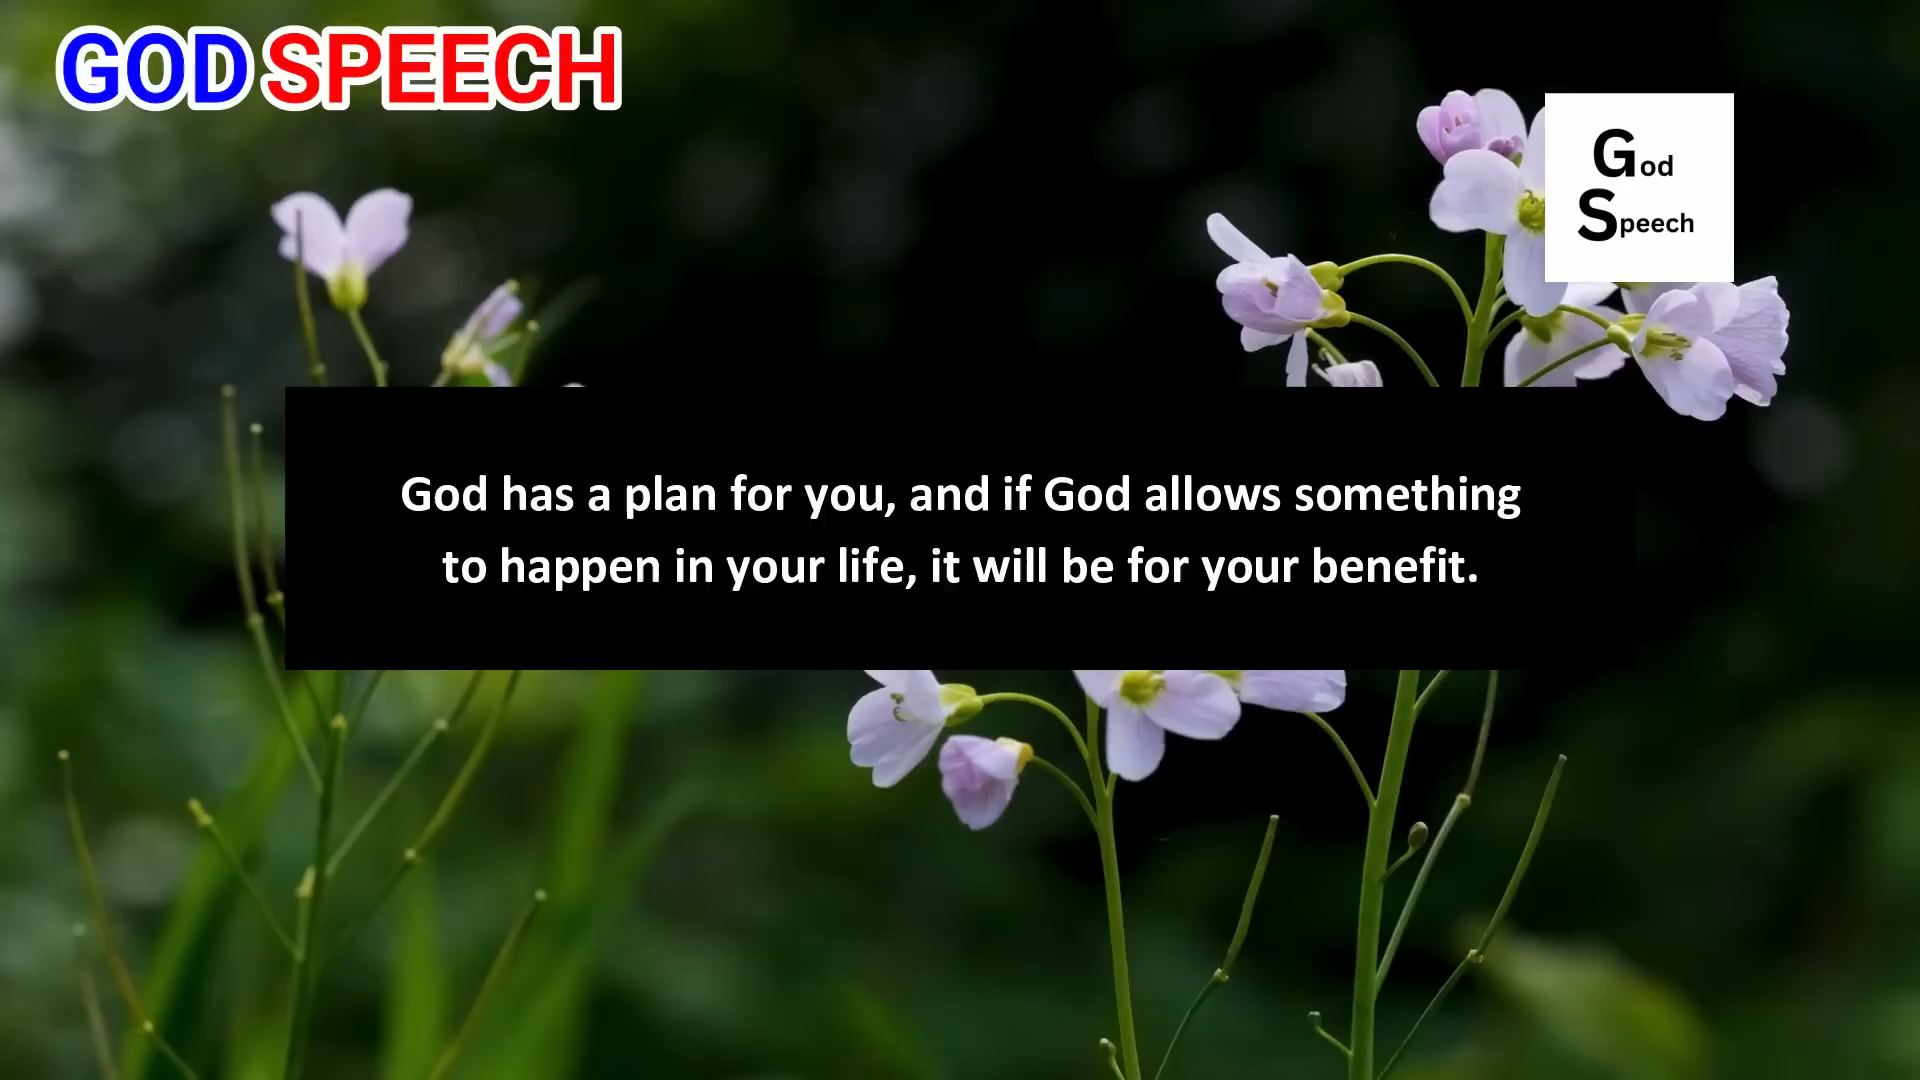 GOD SPEECH
God
Speech
God has a plan for you, and if God allows something
to happen in your life, it will be for your benefit.